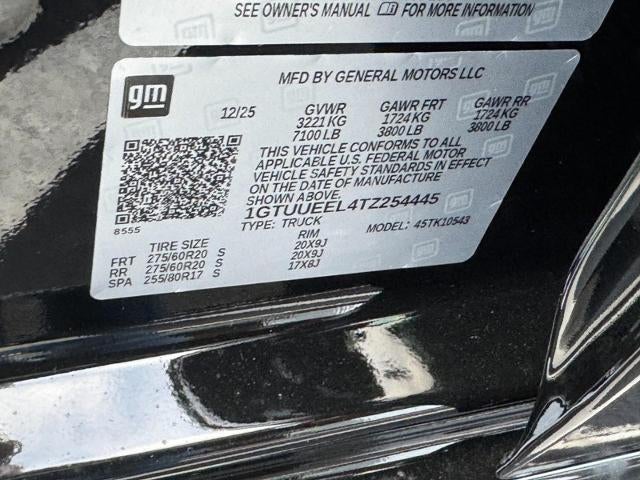 SEE OWNER'S MANUAL FOR MORE INFORMATION
gm
MFD BY GENERAL MOTORS LLC
12/25 GVWR GAWR FRT GAWR RR
3221 KG 1724 KG 1724 KG
7100 LB 3800 LB 3800 LB
THIS VEHICLE CONFORMS TO ALL
APPLICABLE U.S. FEDERAL MOTOR
VEHICLE SAFETY STANDARDS IN EFFECT
ON THE DATE OF MANUFACTURE
SHOWN ABOVE.
1GTUUEEL4TZ254445
TYPE: TRUCK MODEL: 45TK10543
8555
TIRE SIZE RIM
FRT 275/60R20 S 20X9J
RR 275/60R20 S 20X9J
SPA 255/80R17 S 17X8J